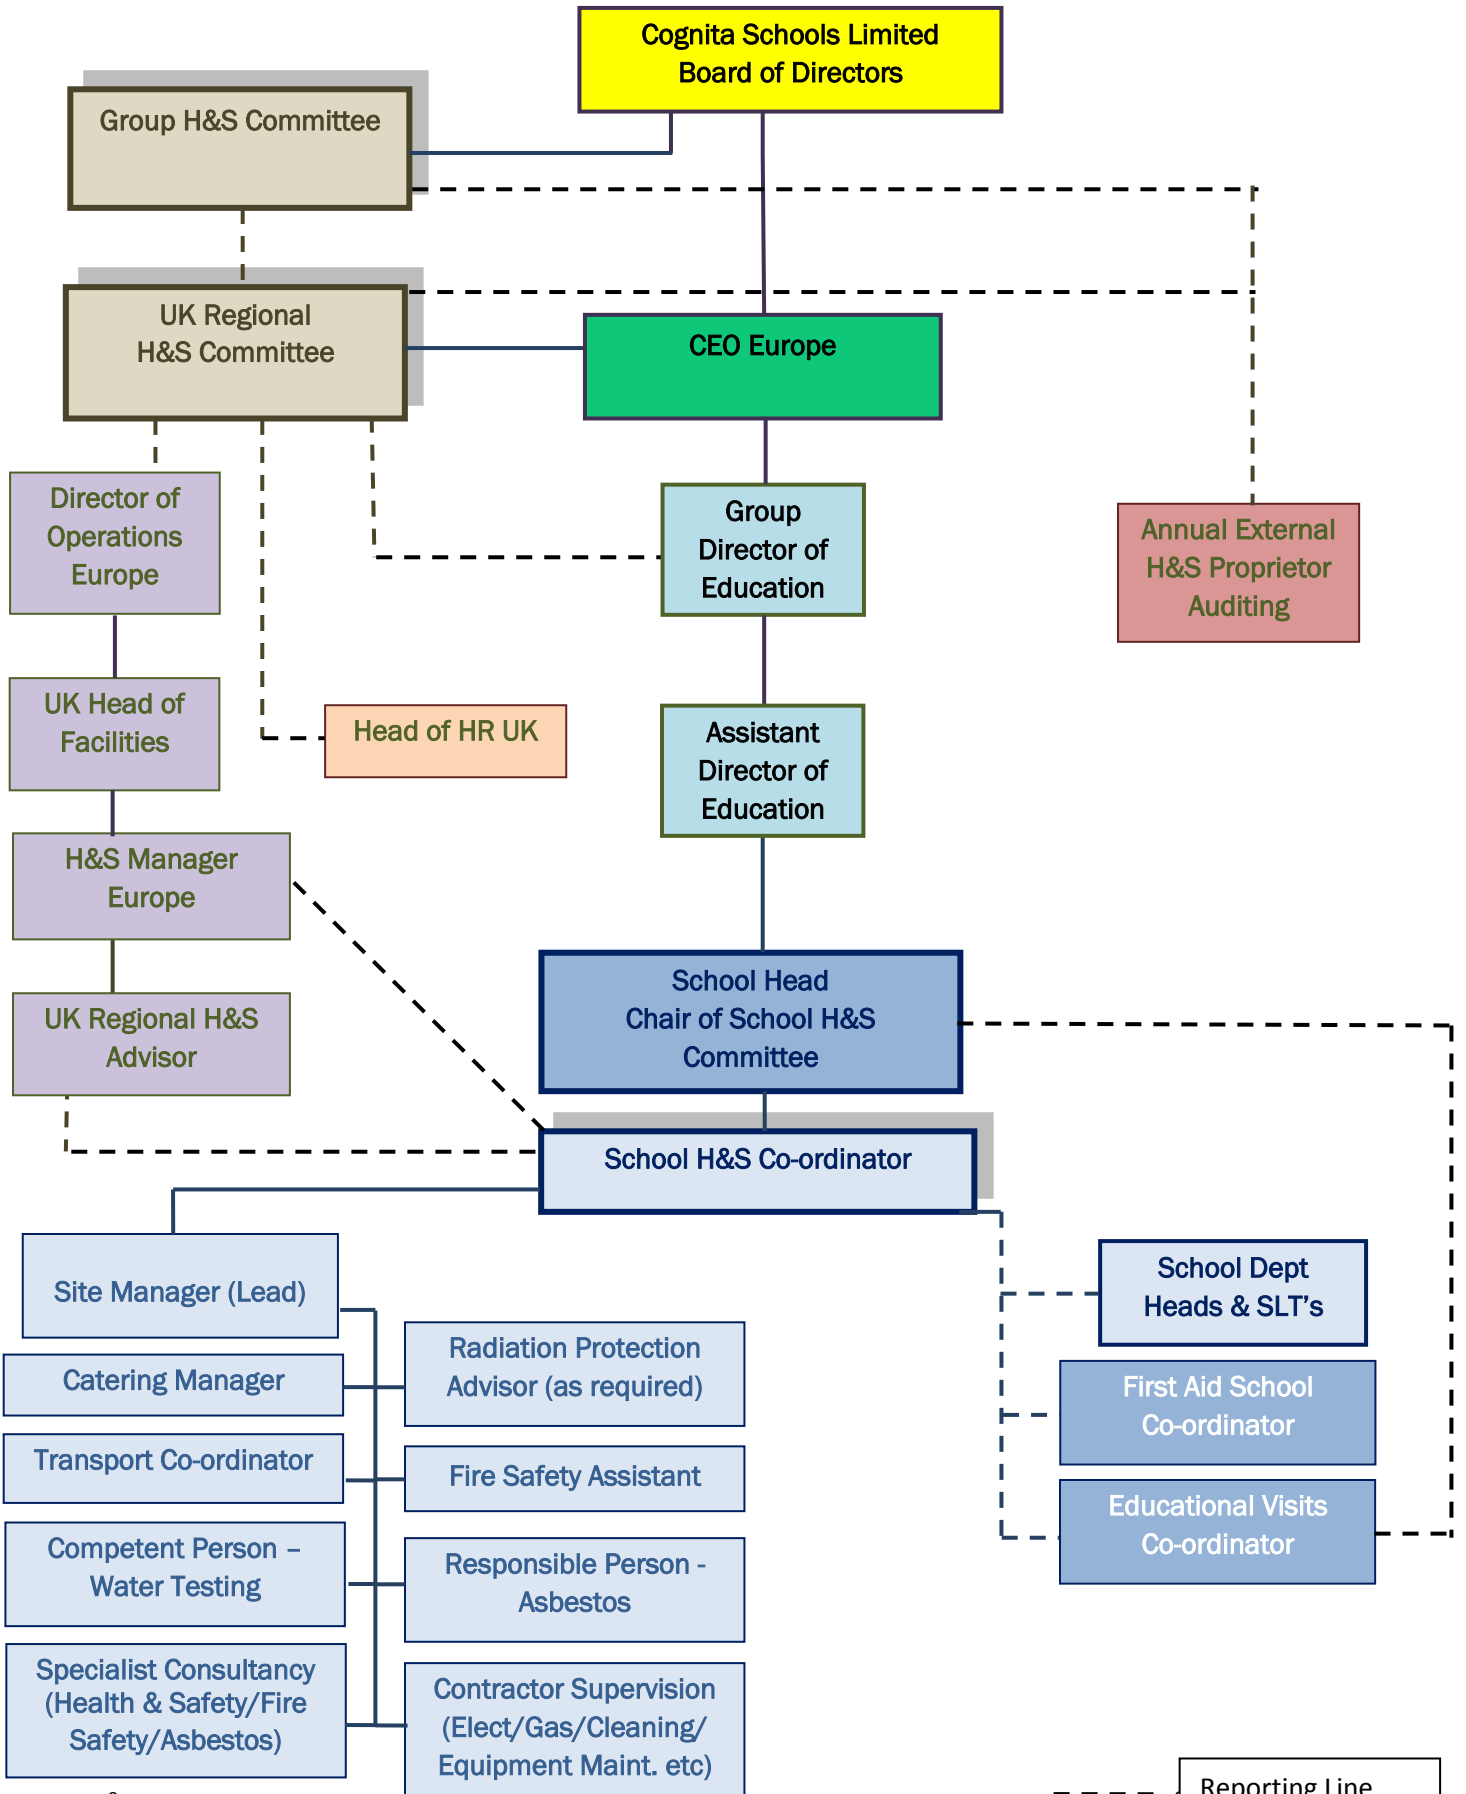 Cognita Schools Limited
Board of Directors
Group H&S Committee
UK Regional
H&S Committee
CEO Europe
Director of
Operations
Europe
Group
Director of
Education
Annual External
H&S Proprietor
Auditing
UK Head of
Facilities
Head of HR UK
Assistant
Director of
Education
H&S Manager
Europe
School Head
Chair of School H&S
Committee
UK Regional H&S
Advisor
School H&S Co-ordinator
Site Manager (Lead)
School Dept
Heads & SLT's
Radiation Protection
Advisor (as required)
Catering Manager
First Aid School
Co-ordinator
Transport Co-ordinator
Fire Safety Assistant
Educational Visits
Co-ordinator
Competent Person –
Water Testing
Responsible Person -
Asbestos
Specialist Consultancy
(Health & Safety/Fire
Safety/Asbestos)
Contractor Supervision
(Elect/Gas/Cleaning/
Equipment Maint. etc)
Reporting Line